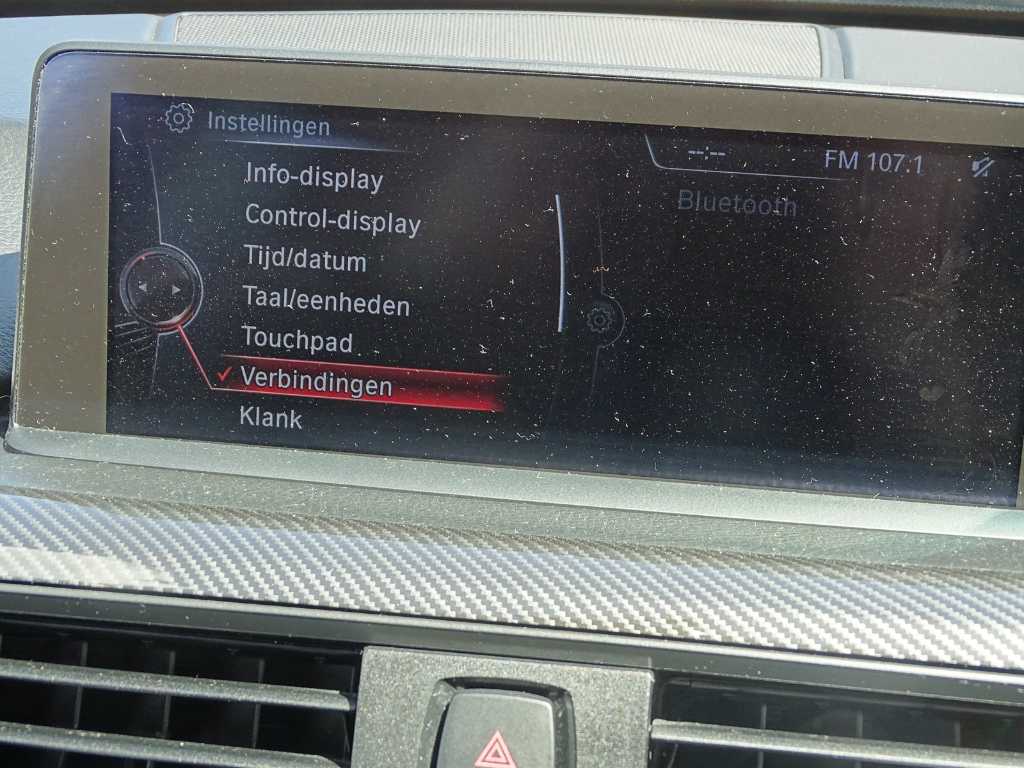 Instellingen
--:--
FM 107.1
Info-display
Bluetooth
Control-display
Tijd/datum
Taal/eenheden
Touchpad
Verbindingen
Klank